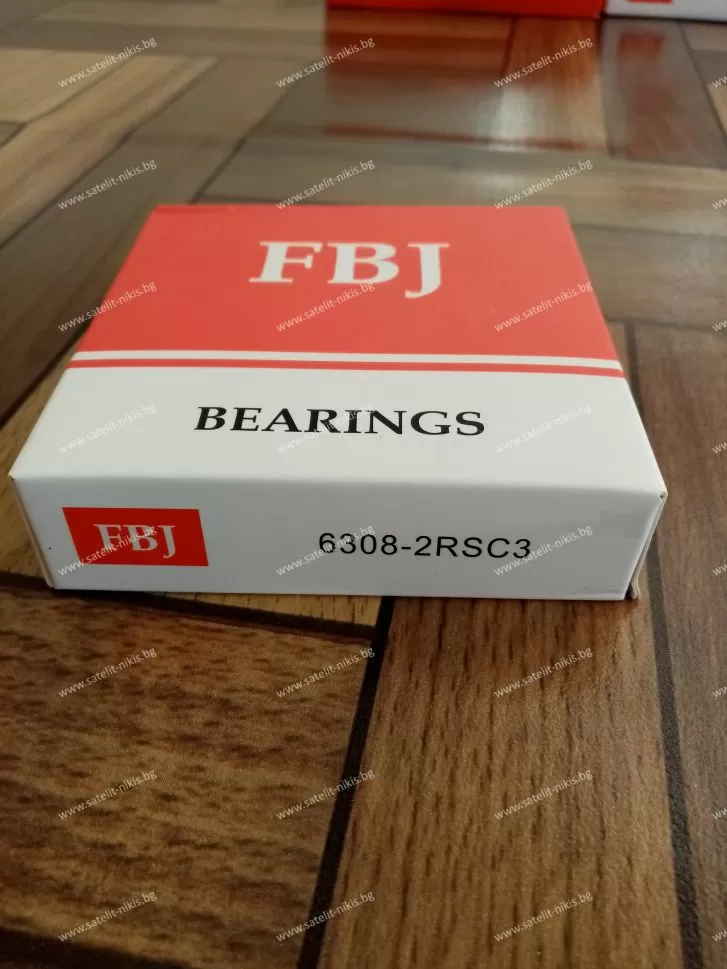 FBJ
BEARINGS
FBJ
6308-2RSC3
www.satelit-nikis.bg